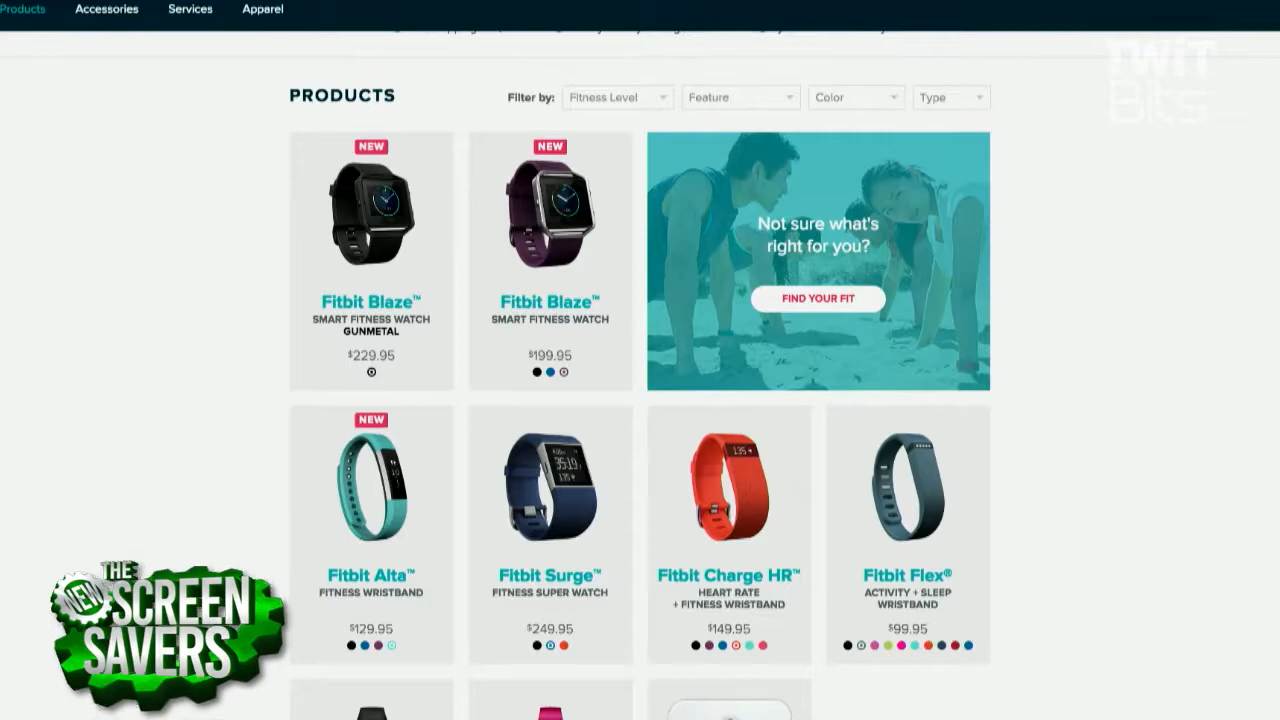 Products Accessories Services Apparel
TWiT
Bits
PRODUCTS
Filter by: Fitness Level Feature Color Type
NEW
NEW
Fitbit Blaze™
SMART FITNESS WATCH
GUNMETAL
$229.95
Fitbit Blaze™
SMART FITNESS WATCH
$199.95
Not sure what's
right for you?
FIND YOUR FIT
NEW
Fitbit Alta™
FITNESS WRISTBAND
$129.95
Fitbit Surge™
FITNESS SUPER WATCH
$249.95
135
Fitbit Charge HR™
HEART RATE
+ FITNESS WRISTBAND
$149.95
Fitbit Flex®
ACTIVITY + SLEEP
WRISTBAND
$99.95
THE
NEW
SCREEN
SAVERS